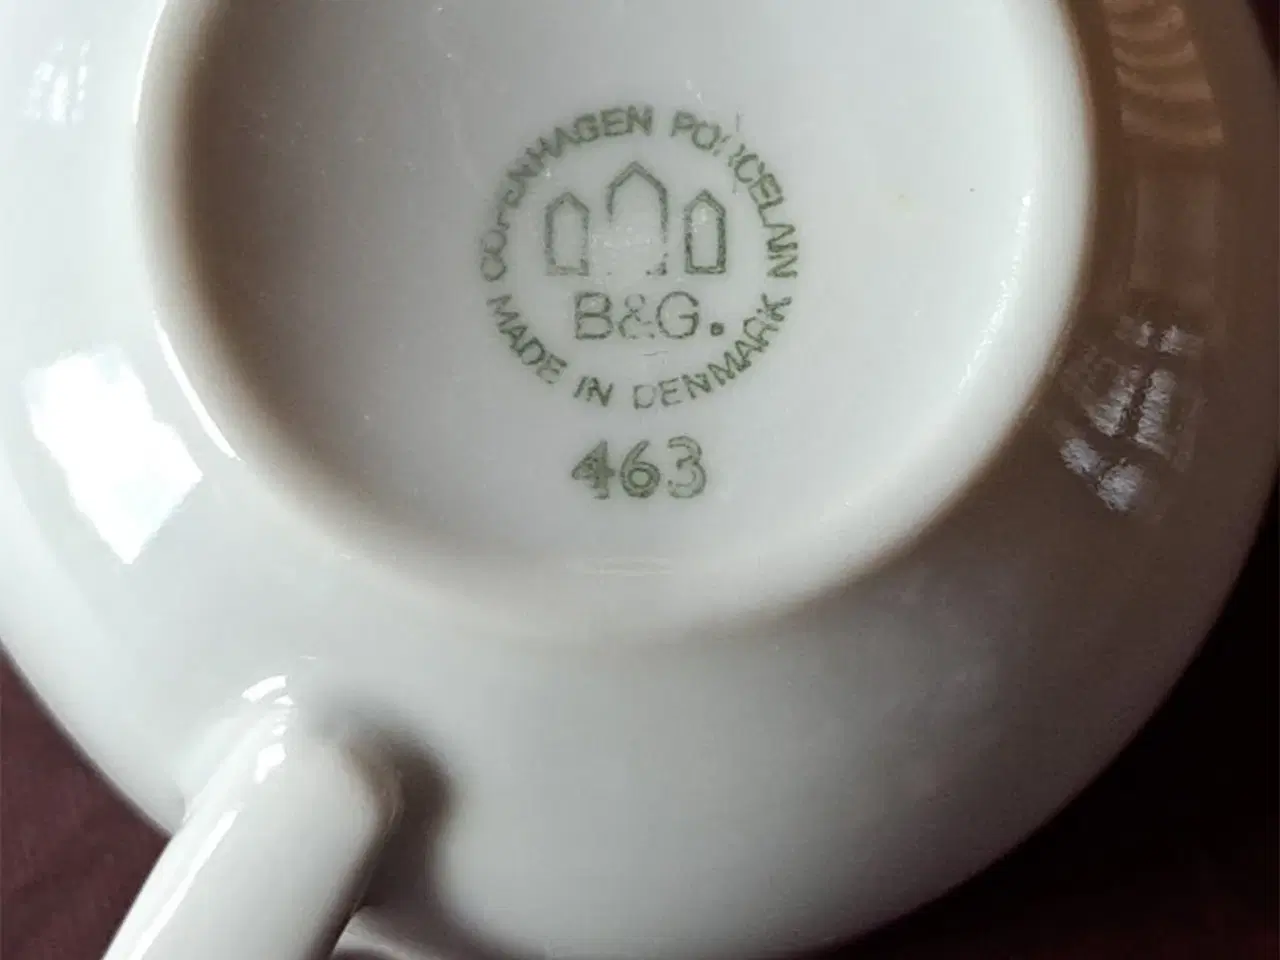 COPENHAGEN PORCELAIN
B&G.
MADE IN DENMARK
463